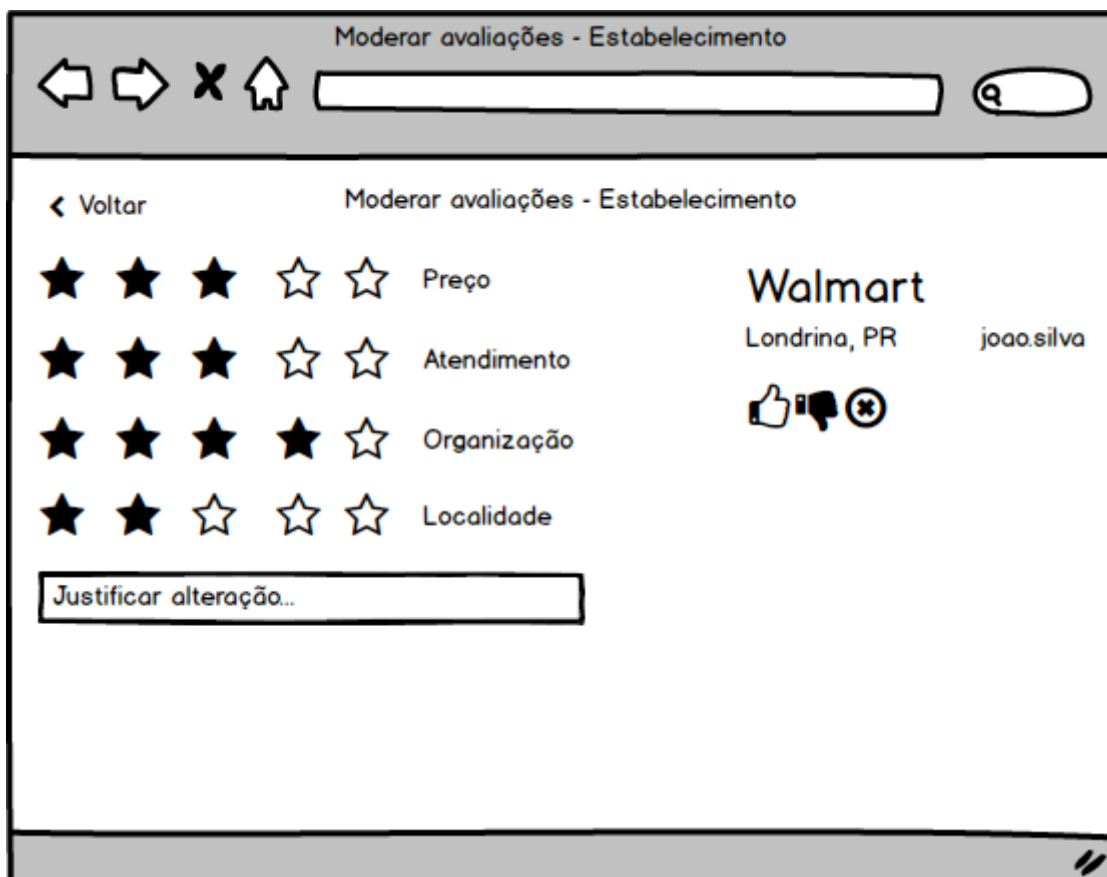 Moderar avaliações - Estabelecimento
Voltar
Moderar avaliações - Estabelecimento
Preço
Atendimento
Organização
Localidade
Justificar alteração...
Walmart
Londrina, PR
joao.silva